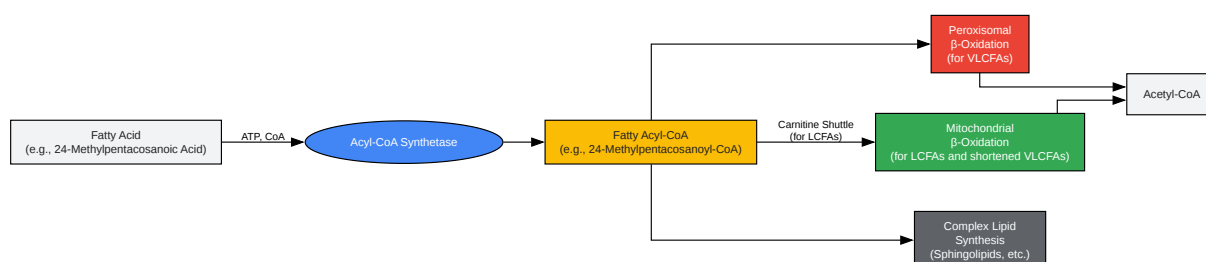 Fatty Acid
(e.g., 24-Methylpentacosanoic Acid)
ATP, CoA
Acyl-CoA Synthetase
Fatty Acyl-CoA
(e.g., 24-Methylpentacosanoyl-CoA)
Peroxisomal
β-Oxidation
(for VLCFAs)
Carnitine Shuttle
(for LCFAs)
Mitochondrial
β-Oxidation
(for LCFAs and shortened VLCFAs)
Acetyl-CoA
Complex Lipid
Synthesis
(Sphingolipids, etc.)